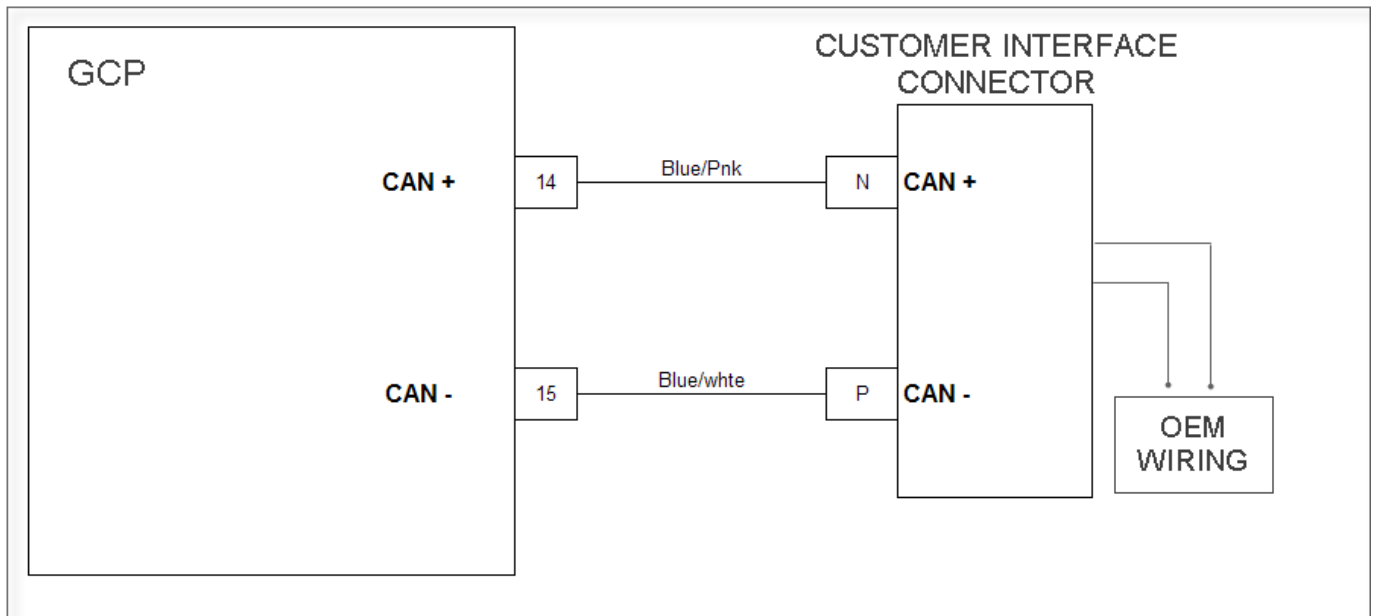 GCP
CUSTOMER INTERFACE
CONNECTOR
CAN +
14
Blue/Pnk
N
CAN +
CAN -
15
Blue/whte
P
CAN -
OEM
WIRING